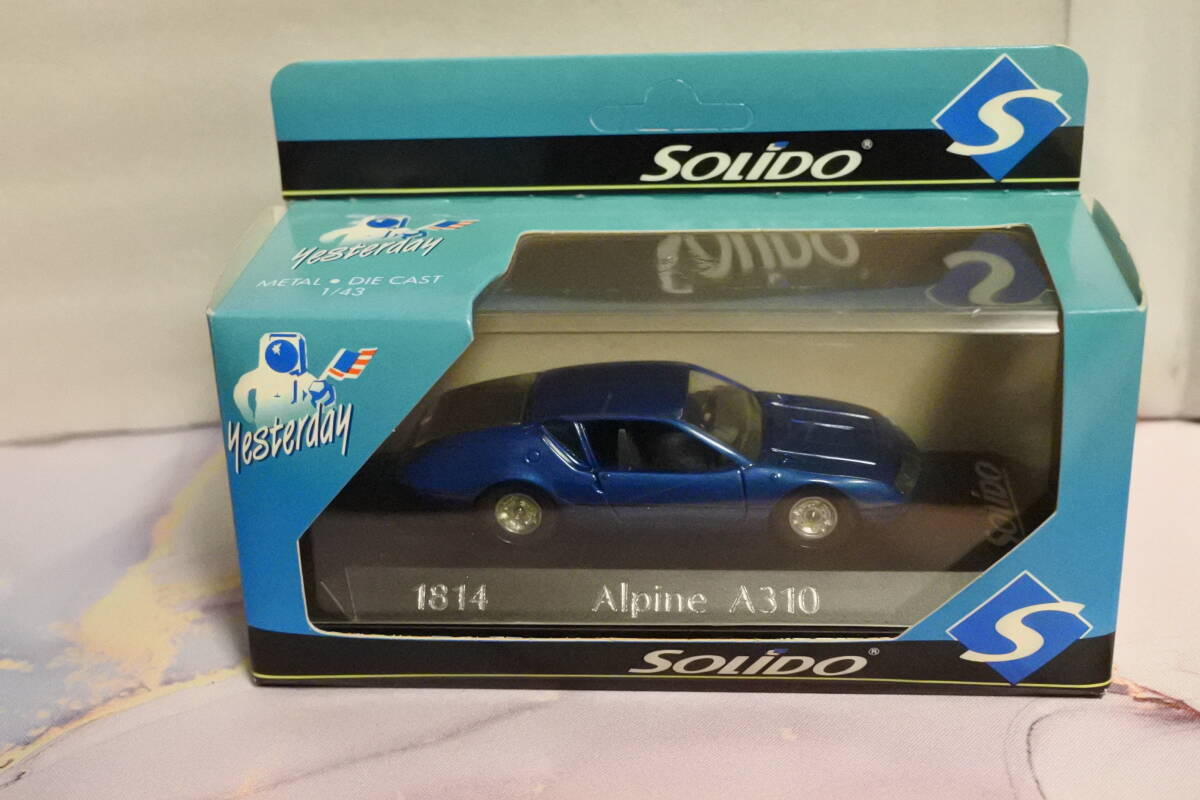 S
SOLiDO®
Yesterday
METAL • DIE CAST
1/43
SOLiDO
S
Yesterday
SOLiDO
1814 Alpine A310
S
SOLiDO®